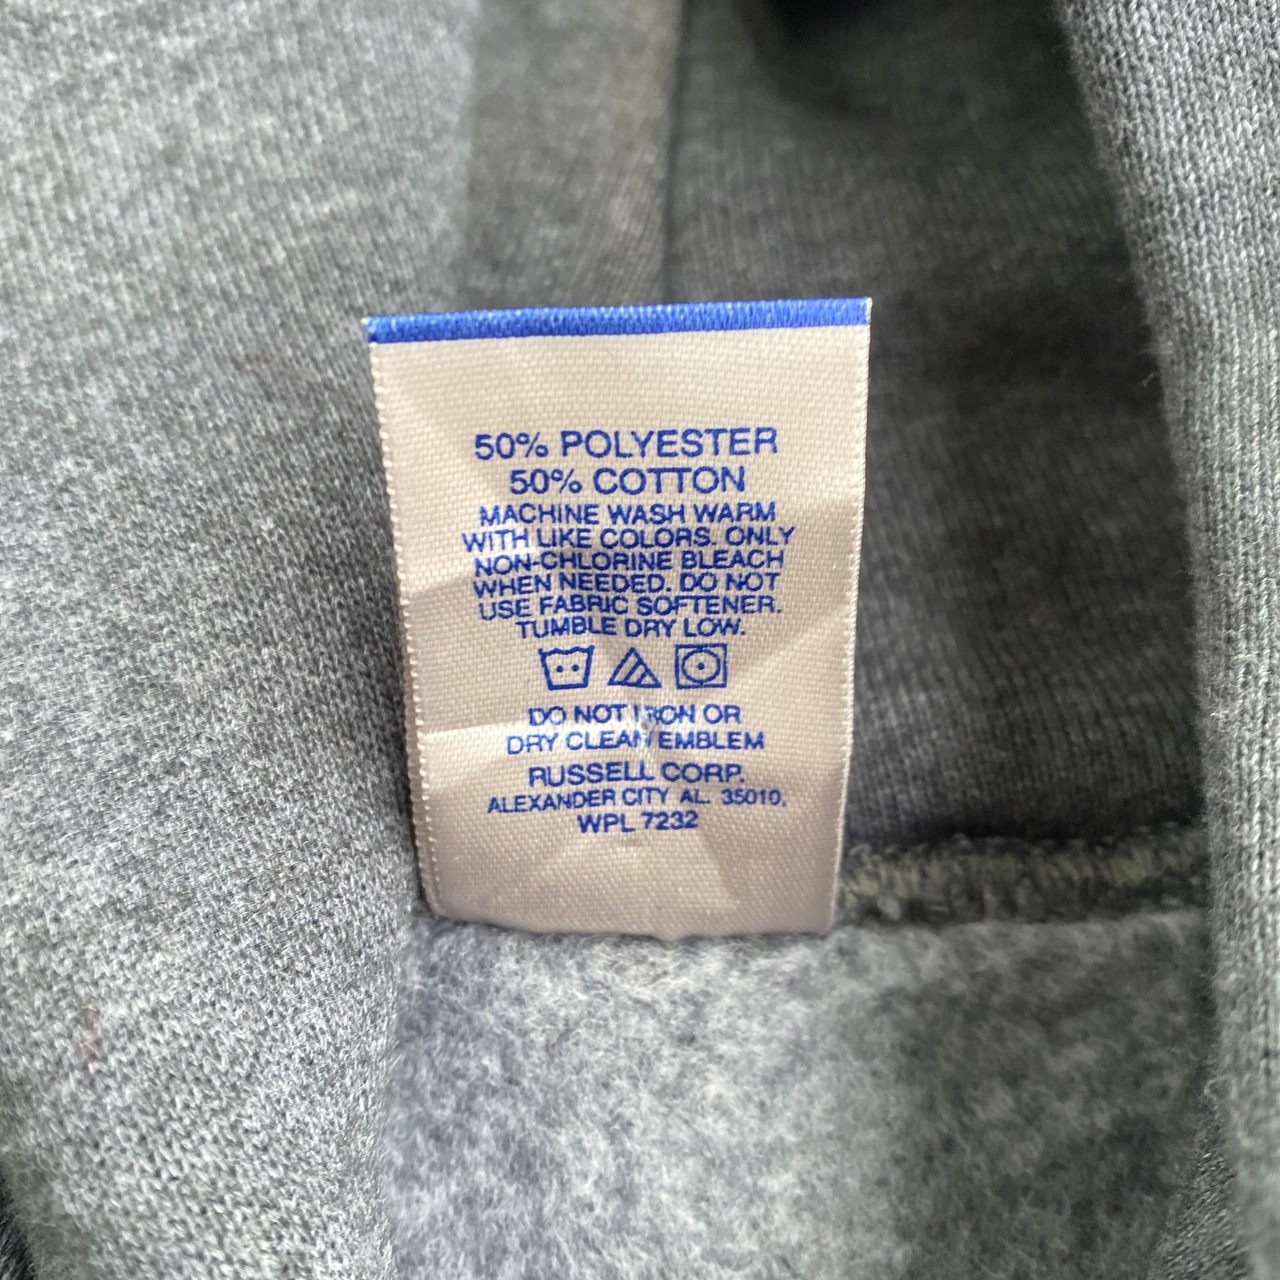 50% POLYESTER
50% COTTON
MACHINE WASH WARM
WITH LIKE COLORS. ONLY
NON-CHLORINE BLEACH
WHEN NEEDED. DO NOT
USE FABRIC SOFTENER.
TUMBLE DRY LOW.
DO NOT IRON OR
DRY CLEAN EMBLEM
RUSSELL CORP.
ALEXANDER CITY AL. 35010,
WPL 7232